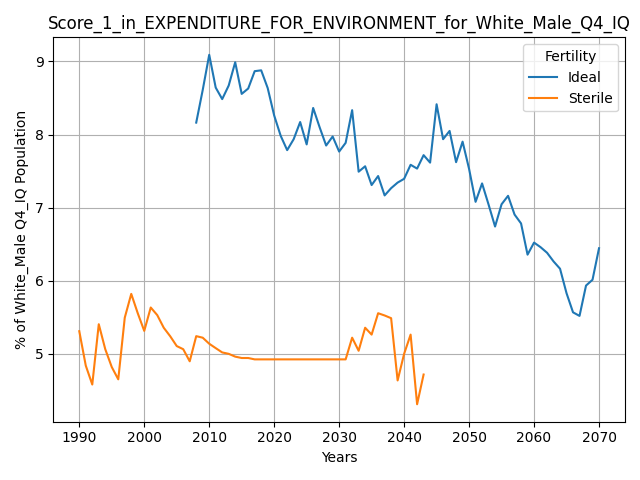 Score_1_in_EXPENDITURE_FOR_ENVIRONMENT_for_White_Male_Q4_IQ
Fertility
Ideal
Sterile
% of White_Male Q4_IQ Population
9
8
7
6
5
1990 2000 2010 2020 2030 2040 2050 2060 2070
Years